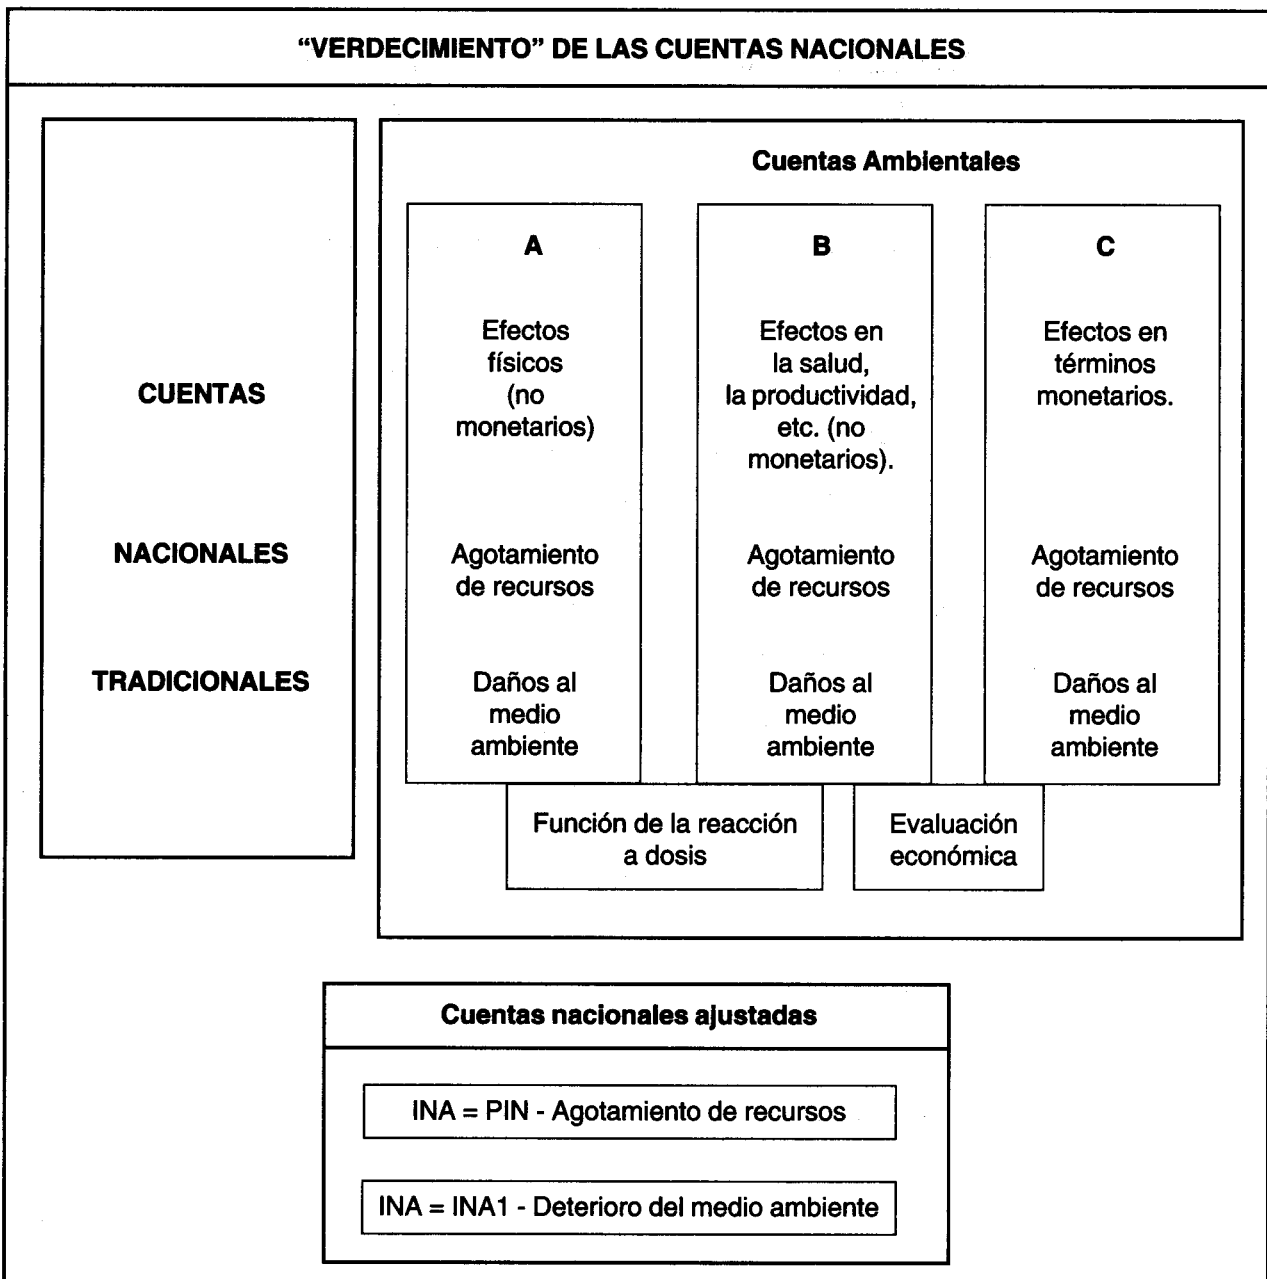 “VERDECIMIENTO” DE LAS CUENTAS NACIONALES
CUENTAS
NACIONALES
TRADICIONALES
Cuentas Ambientales
A
Efectos
físicos
(no
monetarios)
Agotamiento
de recursos
Daños al
medio
ambiente
B
Efectos en
la salud,
la productividad,
etc. (no
monetarios).
Agotamiento
de recursos
Daños al
medio
ambiente
C
Efectos en
términos
monetarios.
Agotamiento
de recursos
Daños al
medio
ambiente
Función de la reacción
a dosis
Evaluación
económica
Cuentas nacionales ajustadas
INA = PIN - Agotamiento de recursos
INA = INA1 - Deterioro del medio ambiente